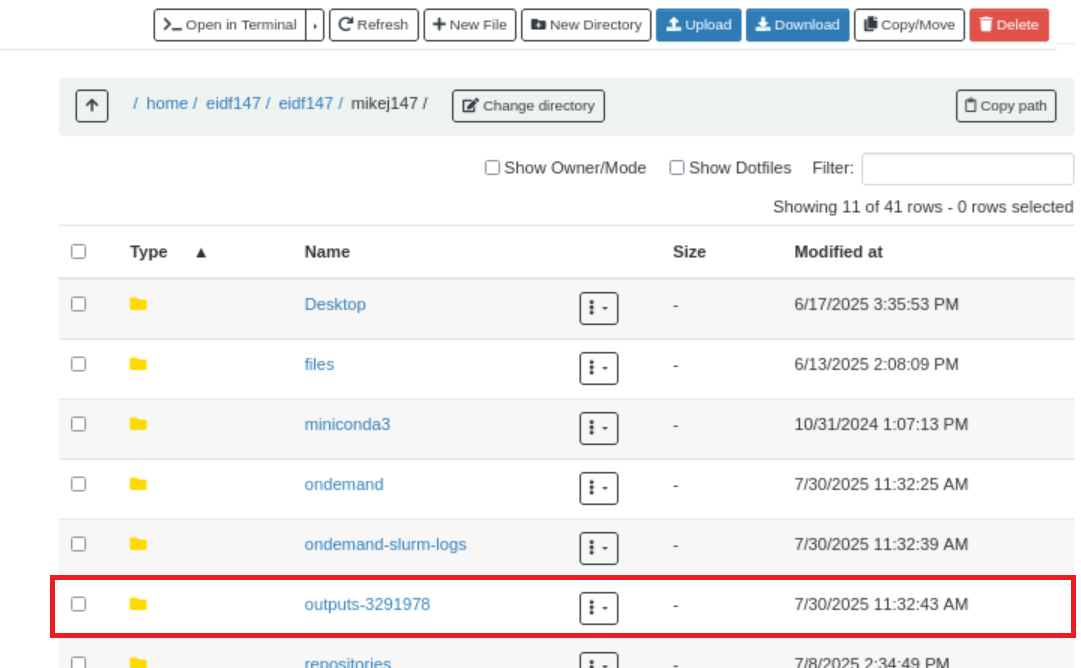 >_ Open in Terminal Refresh + New File New Directory Upload Download Copy/Move Delete
/ home / eidf147 / eidf147 / mikej147 / Change directory Copy path
Show Owner/Mode Show Dotfiles Filter:
Showing 11 of 41 rows - 0 rows selected
Type ▲ Name Size Modified at
Desktop - 6/17/2025 3:35:53 PM
files - 6/13/2025 2:08:09 PM
miniconda3 - 10/31/2024 1:07:13 PM
ondemand - 7/30/2025 11:32:25 AM
ondemand-slurm-logs - 7/30/2025 11:32:39 AM
outputs-3291978 - 7/30/2025 11:32:43 AM
repositories - 7/8/2025 2:34:49 PM